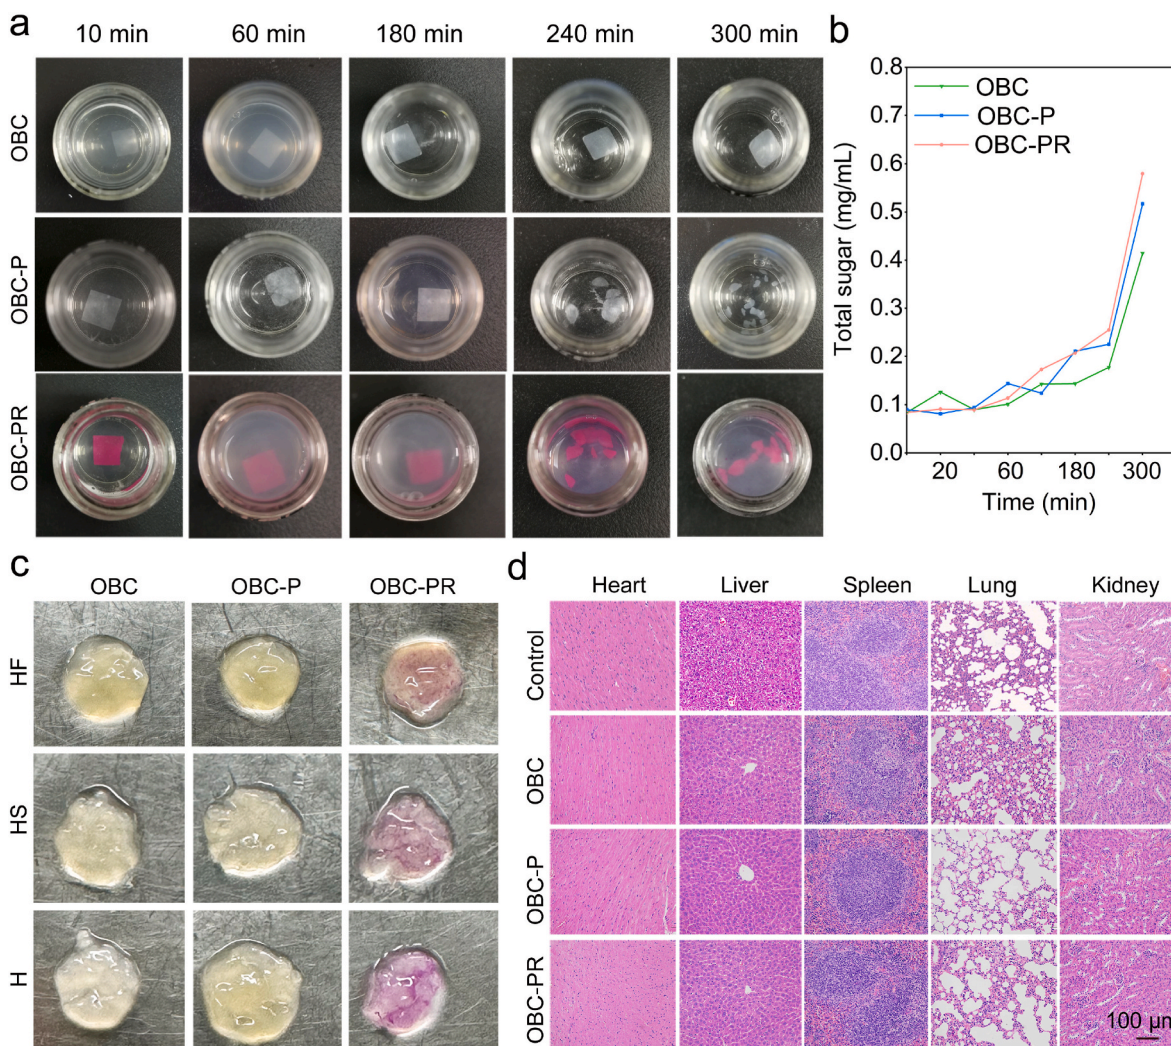 a
10 min 60 min 180 min 240 min 300 min
OBC
OBC-P
OBC-PR
b
0.8
0.7
0.6
0.5
0.4
0.3
0.2
0.1
0.0
Total sugar (mg/mL)
OBC
OBC-P
OBC-PR
20 60 180 300
Time (min)
c
OBC OBC-P OBC-PR
HF
HS
H
d
Heart Liver Spleen Lung Kidney
Control
OBC
OBC-P
OBC-PR
100 μm